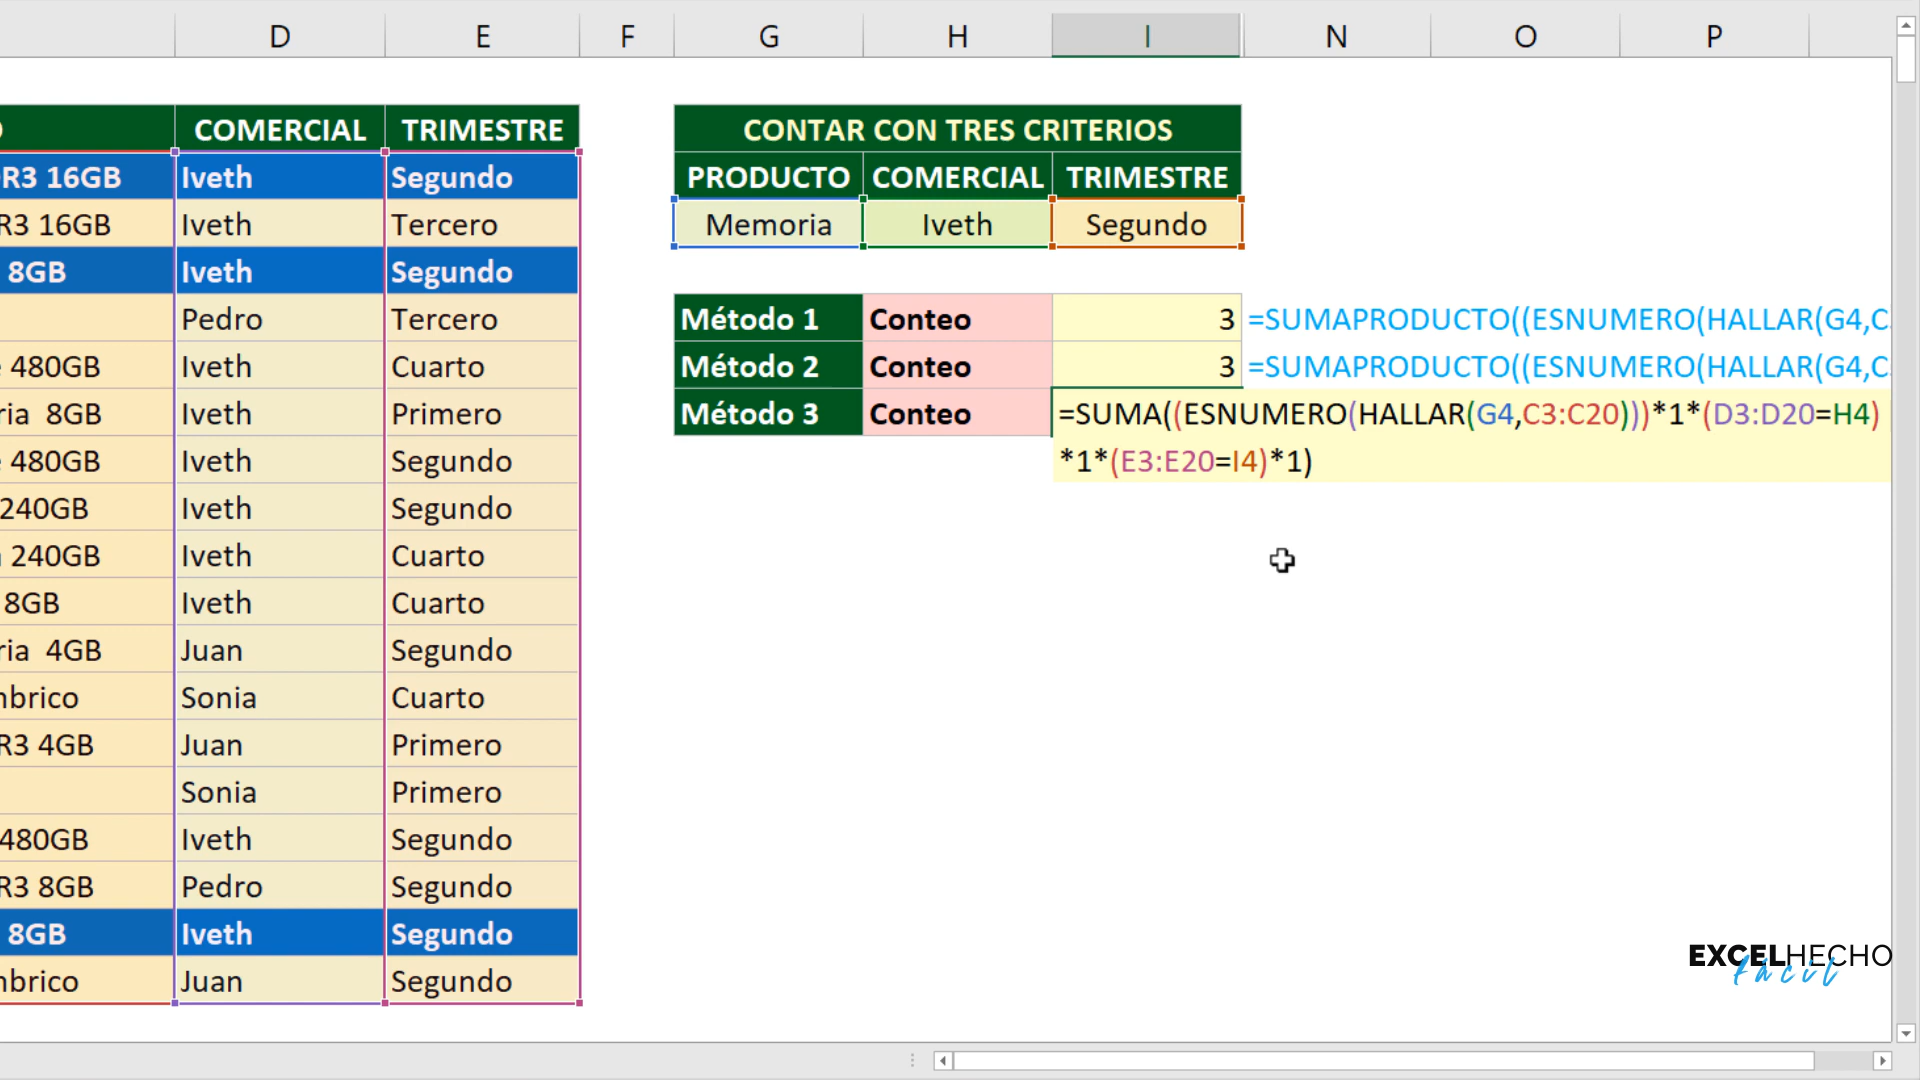 D E F G H I N O P
COMERCIAL TRIMESTRE
R3 16GB Iveth Segundo
R3 16GB Iveth Tercero
8GB Iveth Segundo
Pedro Tercero
480GB Iveth Cuarto
ria 8GB Iveth Primero
480GB Iveth Segundo
240GB Iveth Segundo
240GB Iveth Cuarto
8GB Iveth Cuarto
ria 4GB Juan Segundo
nbrico Sonia Cuarto
R3 4GB Juan Primero
Sonia Primero
480GB Iveth Segundo
R3 8GB Pedro Segundo
8GB Iveth Segundo
nbrico Juan Segundo
CONTAR CON TRES CRITERIOS
PRODUCTO COMERCIAL TRIMESTRE
Memoria Iveth Segundo
Método 1 Conteo 3 =SUMAPRODUCTO((ESNUMERO(HALLAR(G4,C
Método 2 Conteo 3 =SUMAPRODUCTO((ESNUMERO(HALLAR(G4,C
Método 3 Conteo =SUMA((ESNUMERO(HALLAR(G4,C3:C20)))*1*(D3:D20=H4)
*1*(E3:E20=I4)*1)
EXCELHECHO
fácil